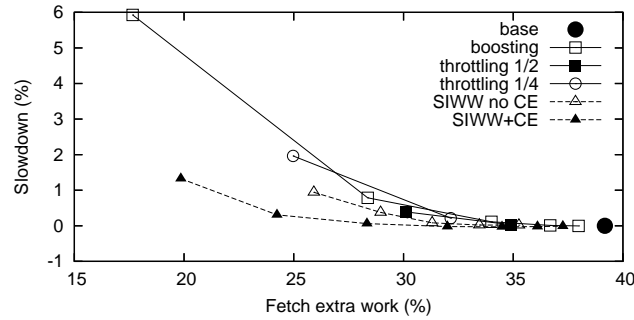 6
base
boosting
5
throttling 1/2
4
throttling 1/4
SIWW no CE
3
SIWW+CE
2
1
0
-1
Slowdown (%)
15 20 25 30 35 40
Fetch extra work (%)